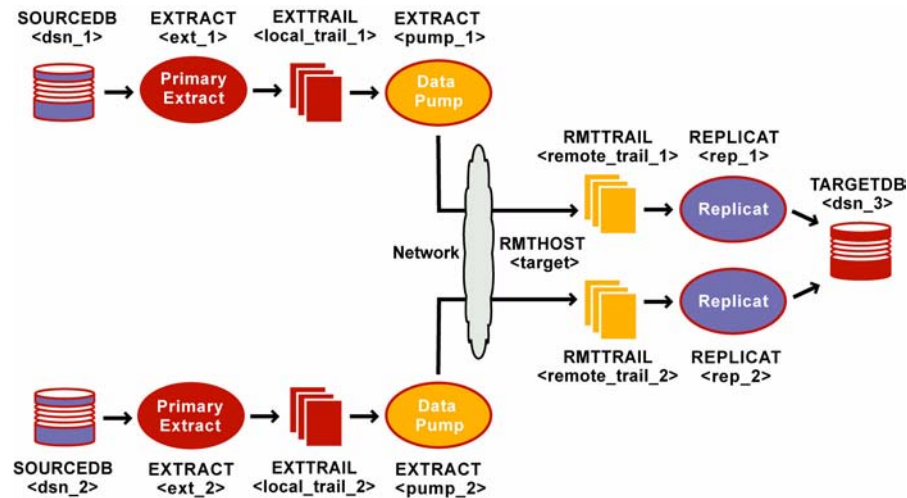 SOURCEDB
<dsn_1>
EXTRACT
<ext_1>
EXTTRAIL
<local_trail_1>
EXTRACT
<pump_1>
Primary
Extract
Data
Pump
RMTTRAIL
<remote_trail_1>
REPLICAT
<rep_1>
TARGETDB
<dsn_3>
Replicat
Network
RMTHOST
<target>
Replicat
RMTTRAIL
<remote_trail_2>
REPLICAT
<rep_2>
Primary
Extract
Data
Pump
SOURCEDB
<dsn_2>
EXTRACT
<ext_2>
EXTTRAIL
<local_trail_2>
EXTRACT
<pump_2>